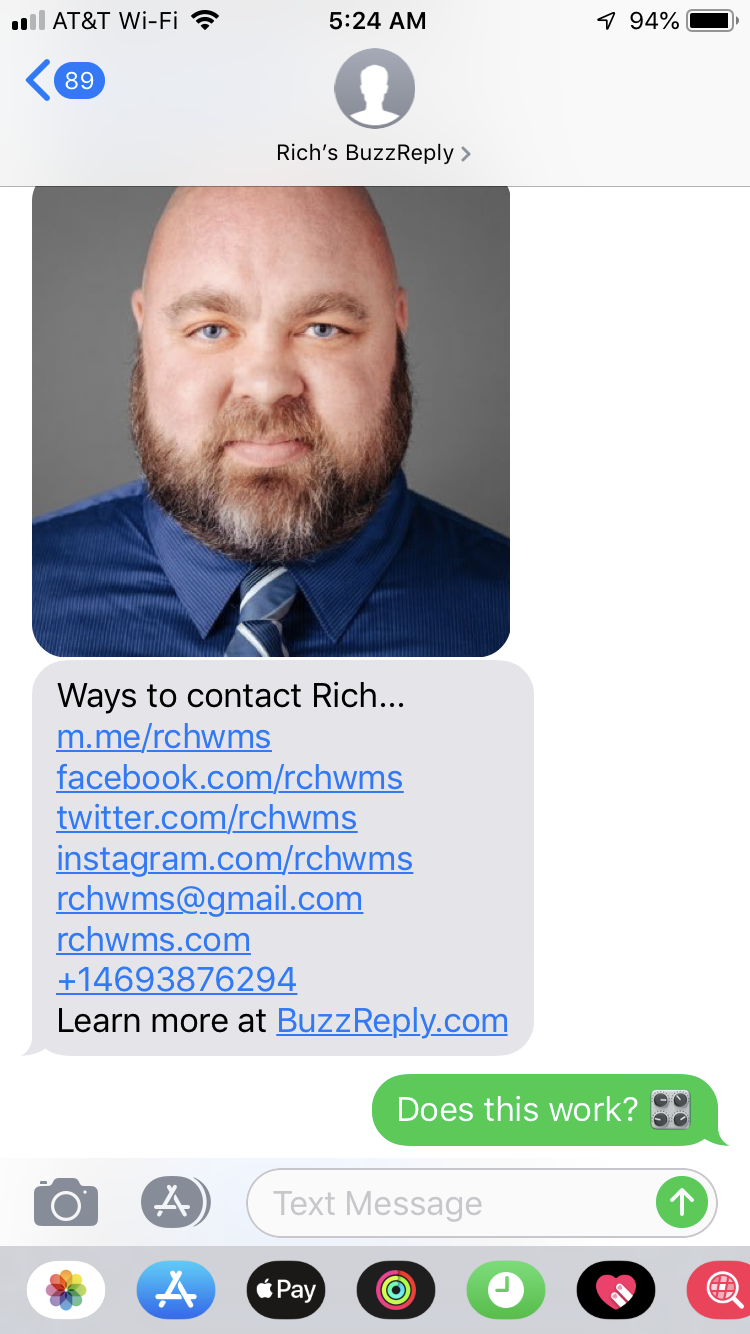 AT&T Wi-Fi 5:24 AM 94%
89
Rich's BuzzReply
Ways to contact Rich...
m.me/rchwms
facebook.com/rchwms
twitter.com/rchwms
instagram.com/rchwms
rchwms@gmail.com
rchwms.com
+14693876294
Learn more at BuzzReply.com
Does this work? 🎛
Text Message
Pay